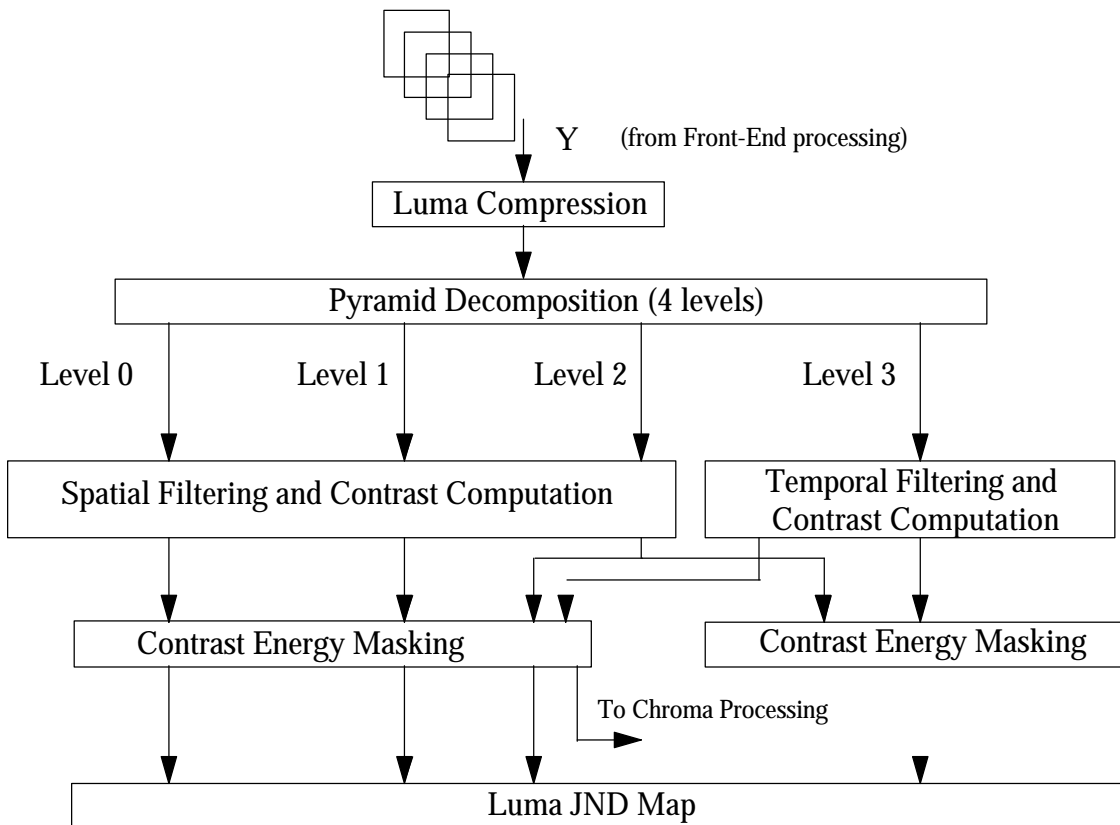 Y (from Front-End processing)
Luma Compression
Pyramid Decomposition (4 levels)
Level 0 Level 1 Level 2 Level 3
Spatial Filtering and Contrast Computation
Temporal Filtering and
Contrast Computation
Contrast Energy Masking
Contrast Energy Masking
To Chroma Processing
Luma JND Map